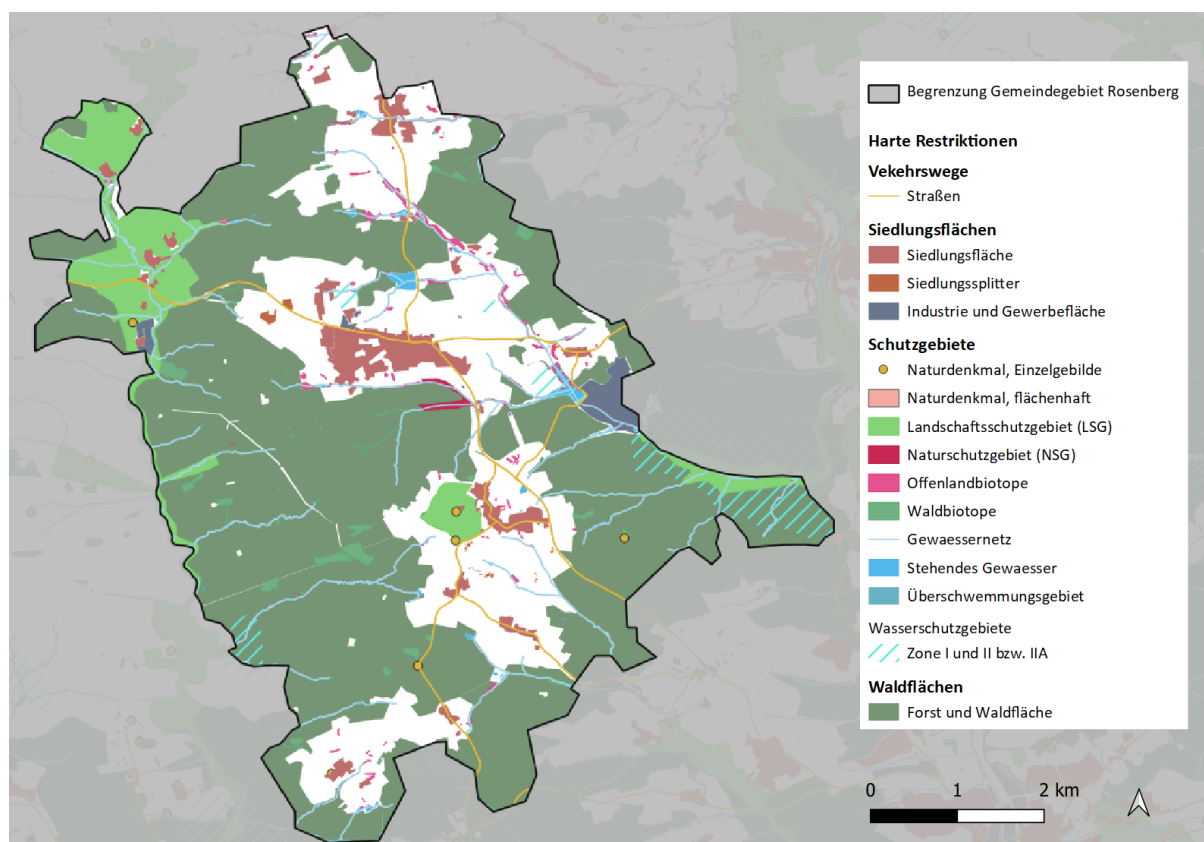 Begrenzung Gemeindegebiet Rosenberg
Harte Restriktionen
Vekehrswege
Straßen
Siedlungsflächen
Siedlungsfläche
Siedlungssplitter
Industrie und Gewerbefläche
Schutzgebiete
Naturdenkmal, Einzelgebilde
Naturdenkmal, flächenhaft
Landschaftsschutzgebiet (LSG)
Naturschutzgebiet (NSG)
Offenlandbiotope
Waldbiotope
Gewaessernetz
Stehendes Gewaesser
Überschwemmungsgebiet
Wasserschutzgebiete
Zone I und II bzw. IIA
Waldflächen
Forst und Waldfläche
0 1 2 km